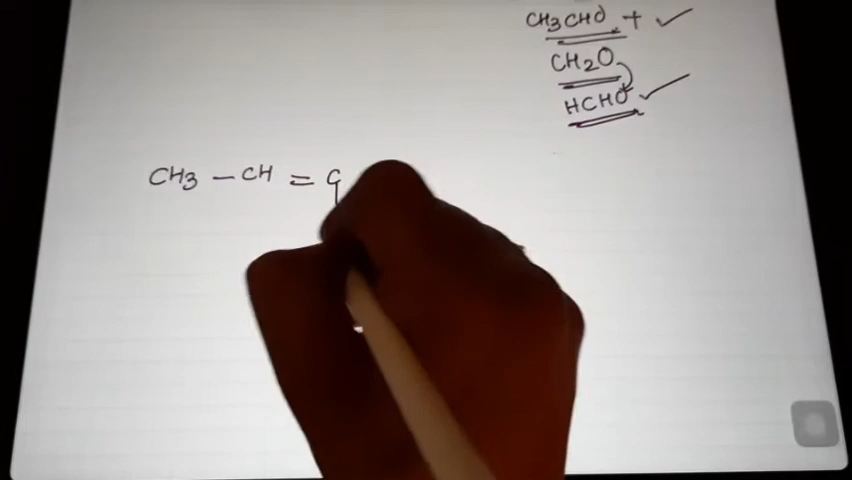 CH3CHO +
CH2O
HCHO
CH3 – CH = C